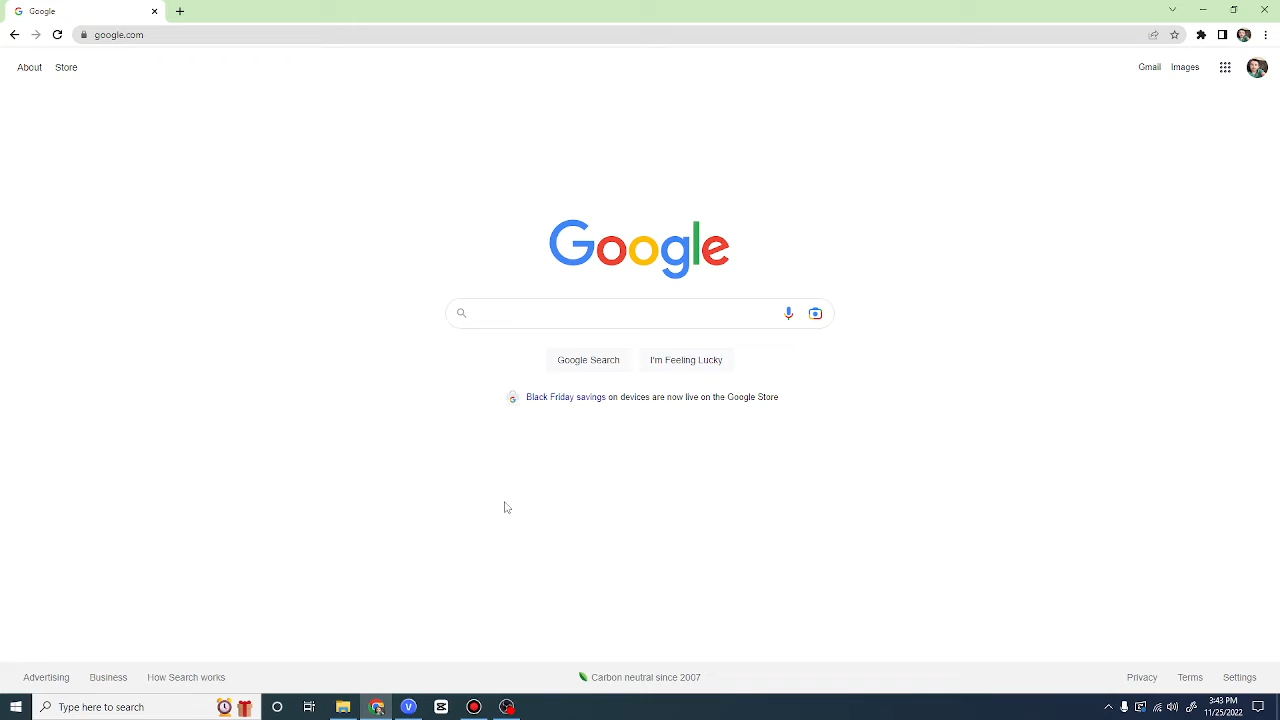 Google
google.com
About Store
Gmail Images
Google
Google Search I'm Feeling Lucky
Black Friday savings on devices are now live on the Google Store
Advertising Business How Search works
Carbon neutral since 2007
Privacy Terms Settings
Type here to search
3:43 PM
11/25/2022